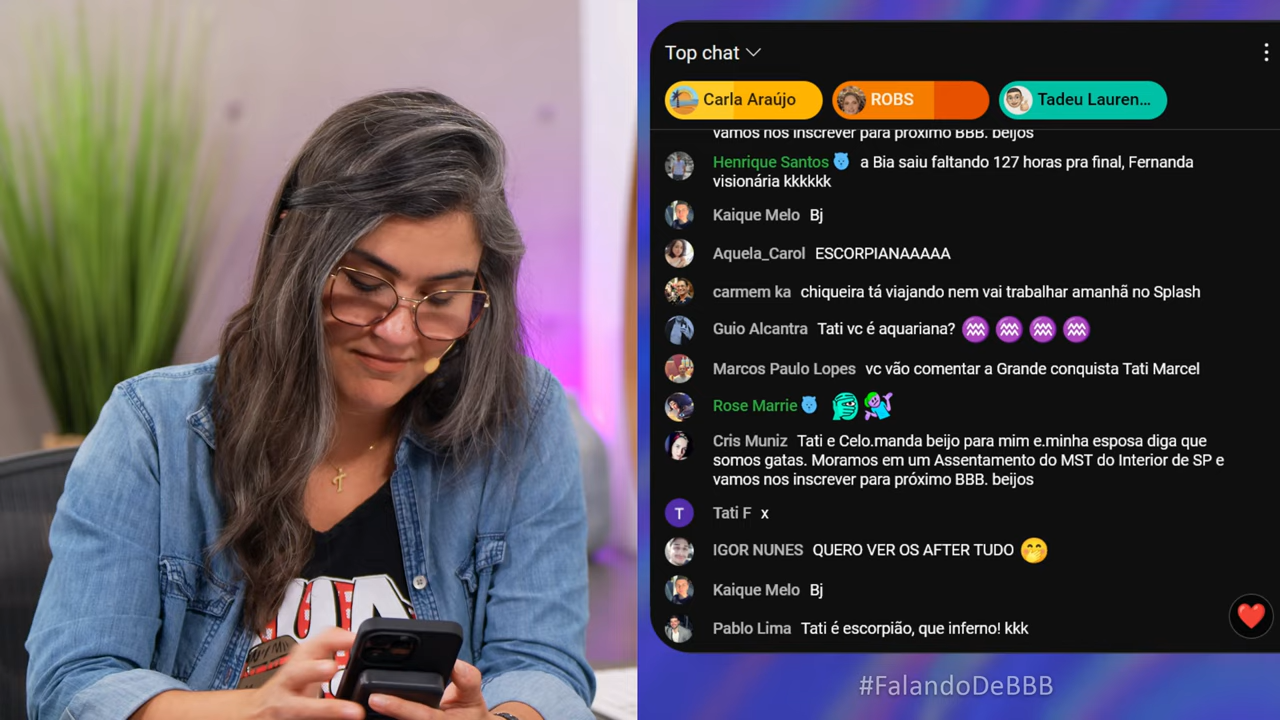 Top chat
Carla Araújo
ROBS
Tadeu Lauren...
vamos nos inscrever para próximo BBB. beijos
Henrique Santos a Bia saiu faltando 127 horas pra final, Fernanda
visionária kkkkkk
Kaique Melo Bj
Aquela_Carol ESCORPIANAAAAA
carmem ka chiqueira tá viajando nem vai trabalhar amanhã no Splash
Guio Alcantra Tati vc é aquariana? ♒ ♒ ♒ ♒
Marcos Paulo Lopes vc vão comentar a Grande conquista Tati Marcel
Rose Marrie
Cris Muniz Tati e Celo.manda beijo para mim e.minha esposa diga que
somos gatas. Moramos em um Assentamento do MST do Interior de SP e
vamos nos inscrever para próximo BBB. beijos
T
Tati F x
IGOR NUNES QUERO VER OS AFTER TUDO 🤭
Kaique Melo Bj
Pablo Lima Tati é escorpião, que inferno! kkk
#FalandoDeBBB